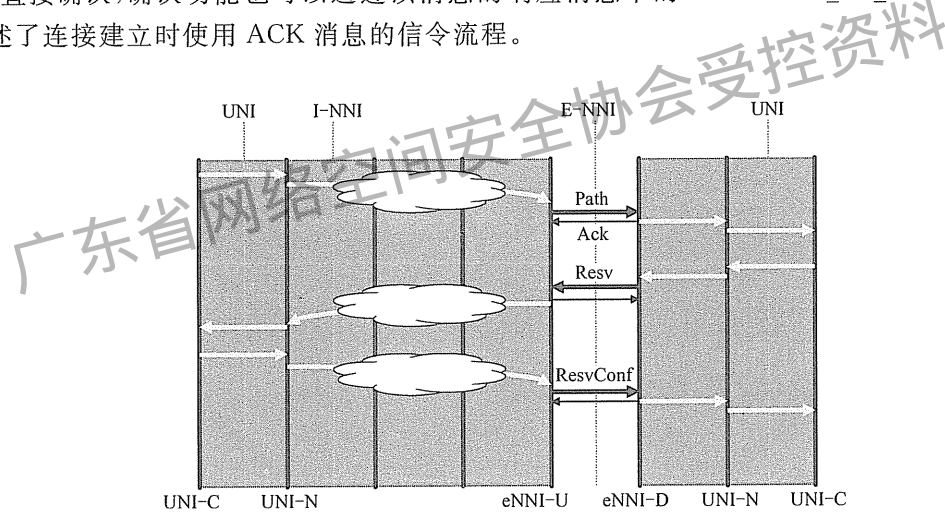 述了连接建立时使用 ACK 消息的信令流程。
广东省网络空间安全协会受控资料
UNI I-NNI E-NNI UNI
Path
Ack
Resv
ResvConf
UNI-C UNI-N eNNI-U eNNI-D UNI-N UNI-C